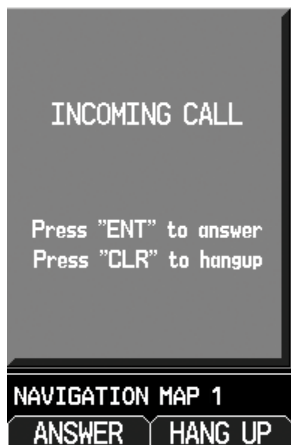 INCOMING CALL
Press "ENT" to answer
Press "CLR" to hangup
NAVIGATION MAP 1
ANSWER HANG UP